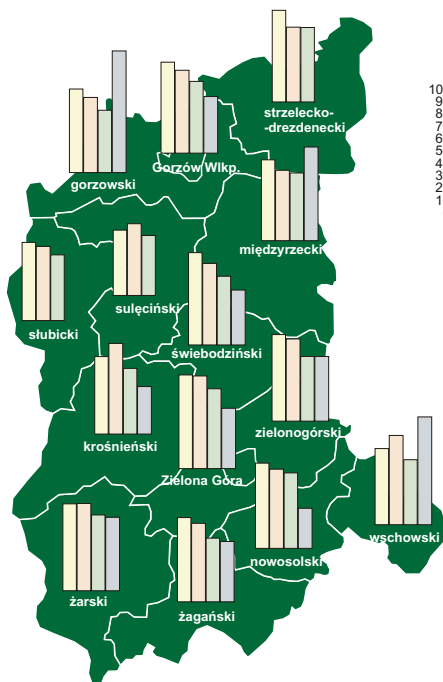 strzelecko-
-drezdenecki
10
9
8
7
6
5
4
3
2
1
Gorzów Wlkp.
gorzowski
międzyrzecki
sulęciński
słubicki
świebodziński
zielonogórski
krośnieński
Zielona Góra
wschowski
nowosolski
żarski
żagański